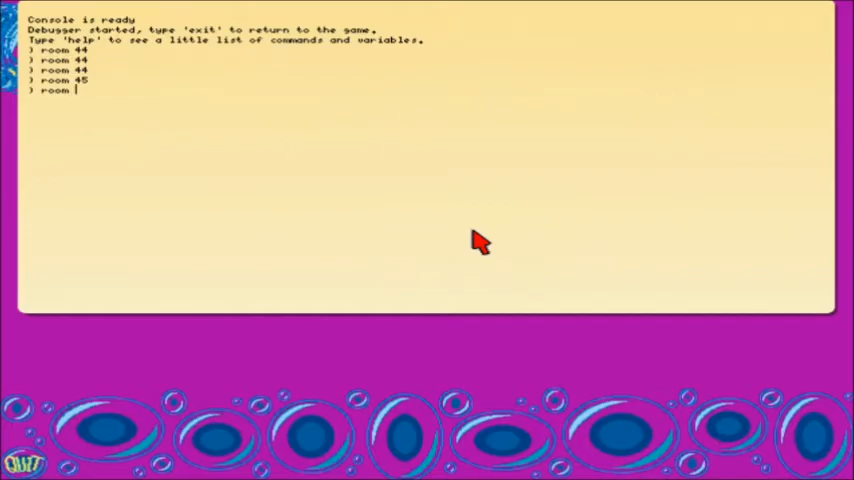 Console is ready
Debugger started, type 'exit' to return to the game.
Type 'help' to see a little list of commands and variables.
) room 44
) room 44
) room 44
) room 45
) room
QUIT